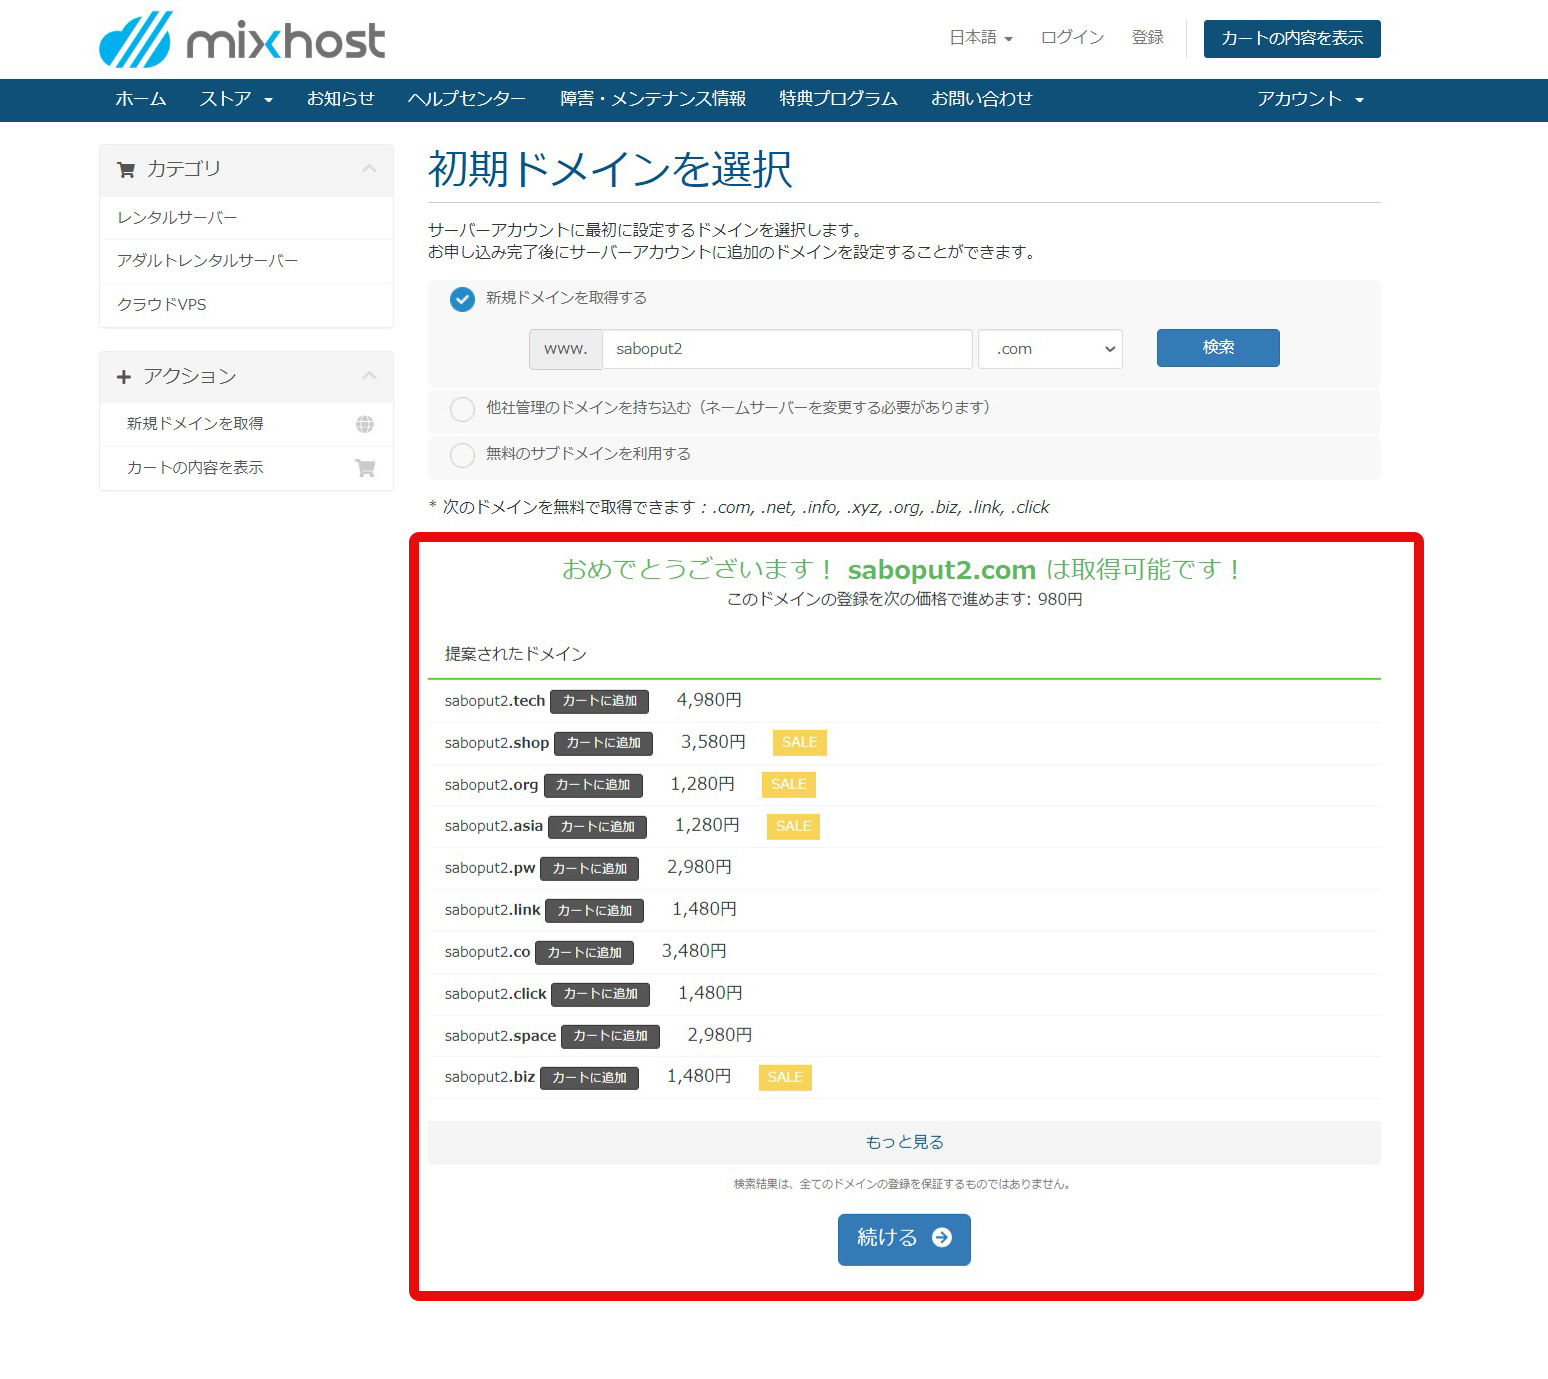 mixhost
日本語 ログイン 登録 カートの内容を表示
ホーム ストア お知らせ ヘルプセンター 障害・メンテナンス情報 特典プログラム お問い合わせ アカウント
カテゴリ
レンタルサーバー
アダルトレンタルサーバー
クラウドVPS
アクション
新規ドメインを取得
カートの内容を表示
初期ドメインを選択
サーバーアカウントに最初に設定するドメインを選択します。
お申し込み完了後にサーバーアカウントに追加のドメインを設定することができます。
新規ドメインを取得する
www. saboput2 .com 検索
他社管理のドメインを持ち込む（ネームサーバーを変更する必要があります）
無料のサブドメインを利用する
* 次のドメインを無料で取得できます：.com, .net, .info, .xyz, .org, .biz, .link, .click
おめでとうございます！ saboput2.com は取得可能です！
このドメインの登録を次の価格で進めます: 980円
提案されたドメイン
saboput2.tech カートに追加 4,980円
saboput2.shop カートに追加 3,580円 SALE
saboput2.org カートに追加 1,280円 SALE
saboput2.asia カートに追加 1,280円 SALE
saboput2.pw カートに追加 2,980円
saboput2.link カートに追加 1,480円
saboput2.co カートに追加 3,480円
saboput2.click カートに追加 1,480円
saboput2.space カートに追加 2,980円
saboput2.biz カートに追加 1,480円 SALE
もっと見る
検索結果は、全てのドメインの登録を保証するものではありません。
続ける